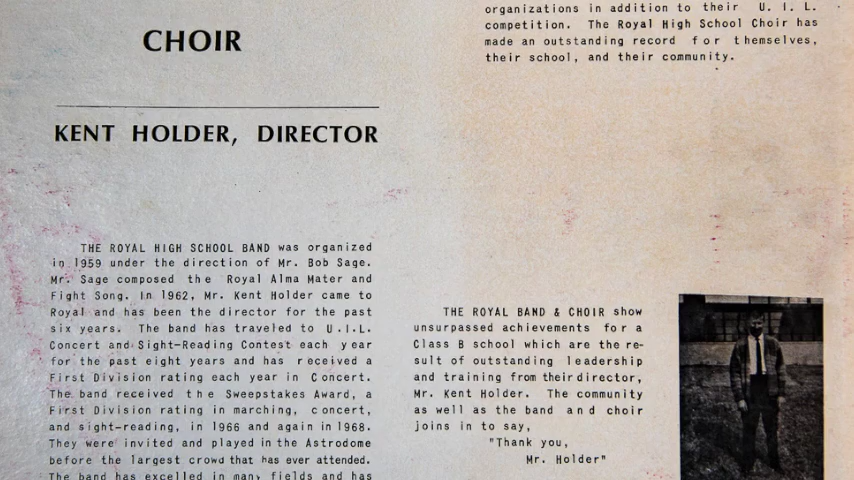 CHOIR
KENT HOLDER, DIRECTOR
THE ROYAL HIGH SCHOOL BAND was organized
in 1959 under the direction of Mr. Bob Sage.
Mr. Sage composed the Royal Alma Mater and
Fight Song. In 1962, Mr. Kent Holder came to
Royal and has been the director for the past
six years. The band has traveled to U.I.L.
Concert and Sight-Reading Contest each year
for the past eight years and has received a
First Division rating each year in Concert.
The band received the Sweepstakes Award, a
First Division rating in marching, concert,
and sight-reading, in 1966 and again in 1968.
They were invited and played in the Astrodome
before the largest crowd that has ever attended.
The band has excelled in many fields and has
organizations in addition to their U. I. L.
competition. The Royal High School Choir has
made an outstanding record for themselves,
their school, and their community.
THE ROYAL BAND & CHOIR show
unsurpassed achievements for a
Class B school which are the re-
sult of outstanding leadership
and training from their director,
Mr. Kent Holder. The community
as well as the band and choir
joins in to say,
"Thank you,
Mr. Holder"